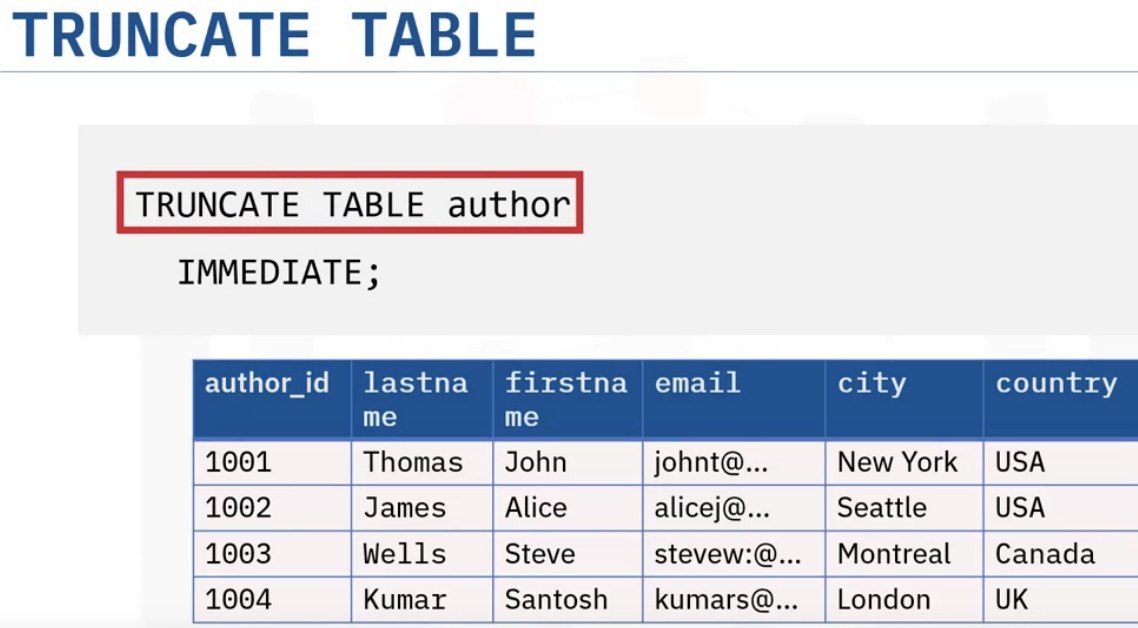 TRUNCATE TABLE
TRUNCATE TABLE author
IMMEDIATE;
author_id lastna firstna email city country
me me
1001 Thomas John johnt@... New York USA
1002 James Alice alicej@... Seattle USA
1003 Wells Steve stevew:@... Montreal Canada
1004 Kumar Santosh kumars@... London UK